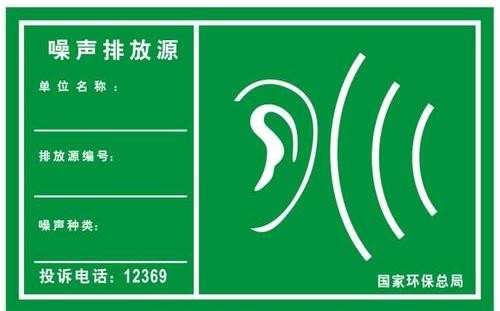 噪声排放源
单位名称：
排放源编号：
噪声种类：
投诉电话：12369
国家环保总局